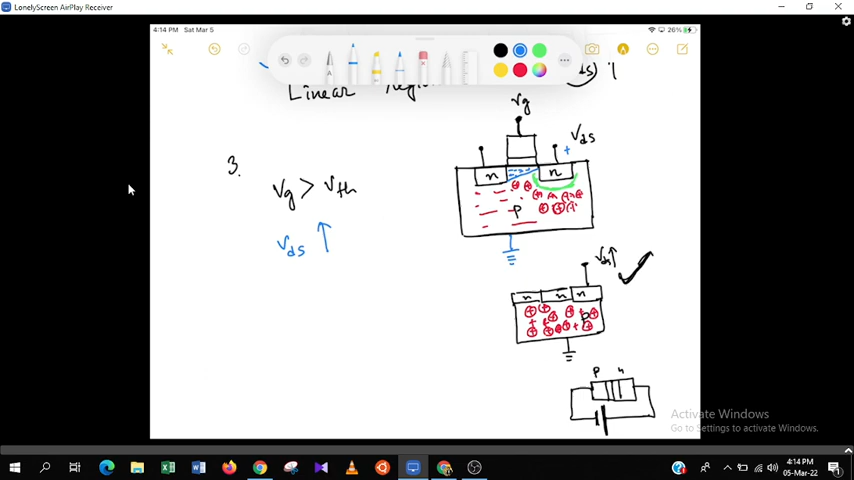 LonelyScreen AirPlay Receiver
4:14 PM Sat Mar 5
26%
Linear
Vg
3.
Vds
+
n
n
Vg > Vth
P
Vds ↑
Vds ↑
n
n
n
P
P
n
Activate Windows
Go to Settings to activate Windows.
4:14 PM
05-Mar-22